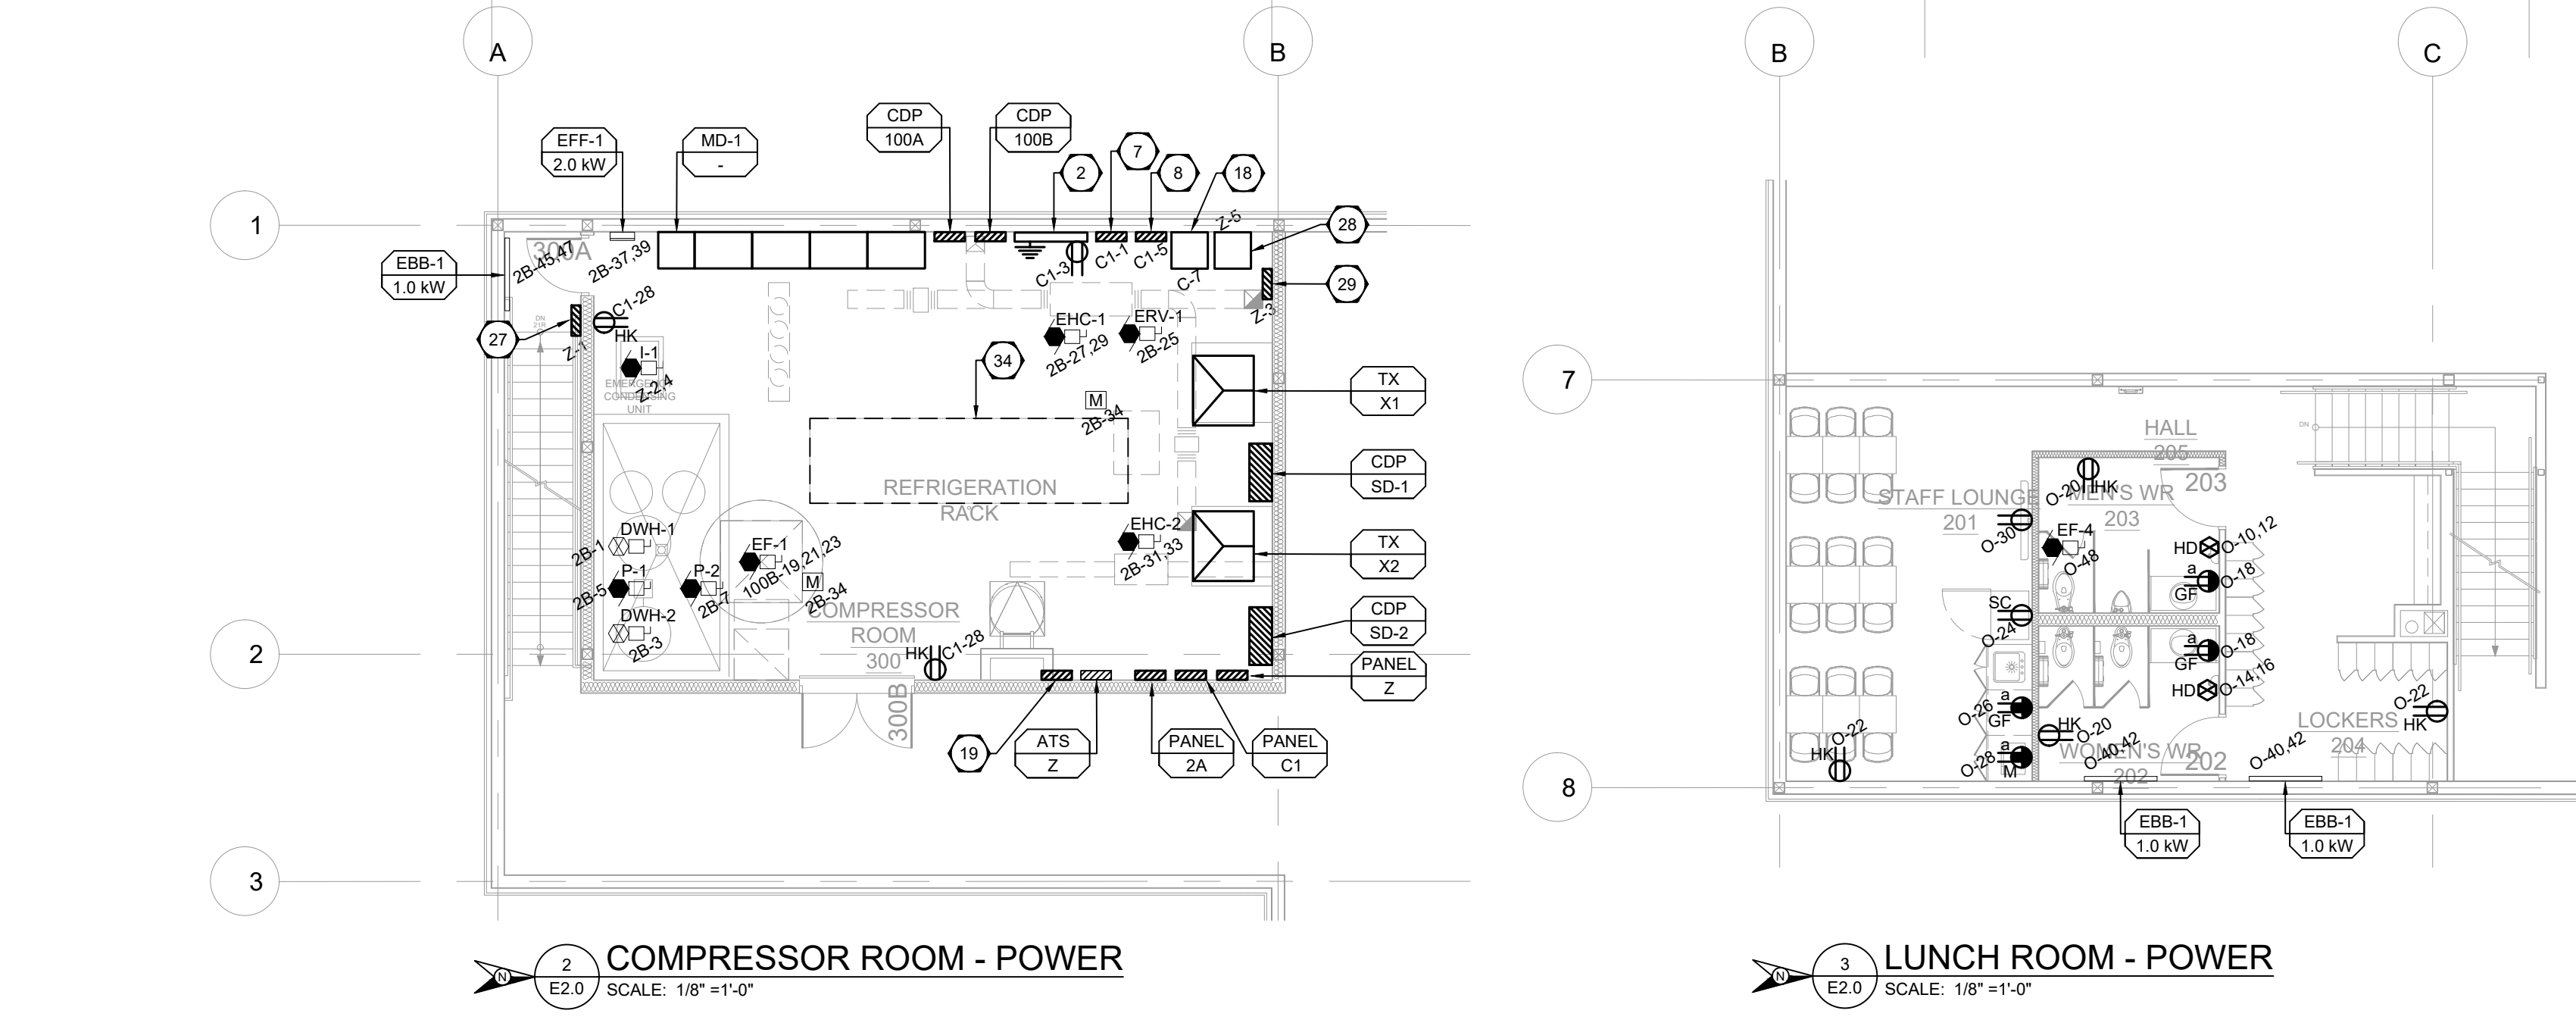 A
B
B
C
EFF-1
2.0 kW
MD-1
-
CDP
100A
CDP
100B
2
7
8
18
Z-5
28
1
EBB-1
1.0 kW
300A
2B-45,47
2B-37,39
C1-3
C1-1
C1-5
C-7
29
Z-3
27
Z-1
C1-28
HK
DN
21R
I-1
Z-2,4
EMERGENCY
CONDENSING
UNIT
EHC-1
2B-27,29
ERV-1
2B-25
34
M
2B-34
TX
X1
CDP
SD-1
REFRIGERATION
RACK
DWH-1
2B-1
P-1
2B-5
P-2
2B-7
EF-1
100B-19,21,23
M
2B-34
DWH-2
2B-3
EHC-2
2B-31,33
TX
X2
CDP
SD-2
COMPRESSOR
ROOM
300
HK
C1-28
2
PANEL
Z
300B
19
ATS
Z
PANEL
2A
PANEL
C1
3
2
E2.0
N
COMPRESSOR ROOM - POWER
SCALE: 1/8" =1'-0"
7
HALL
205
DN
STAFF LOUNGE
201
O-20
HK
MEN'S WR
203
203
O-30
EF-4
O-48
HD
O-10,12
a
GF
O-18
SC
O-24
a
GF
O-18
HD
O-14,16
O-26
a
GF
O-28
a
M
HK
O-22
HK
O-20
WOMEN'S WR
202
202
O-40,42
O-40,42
LOCKERS
204
O-22
HK
8
EBB-1
1.0 kW
EBB-1
1.0 kW
3
E2.0
N
LUNCH ROOM - POWER
SCALE: 1/8" =1'-0"